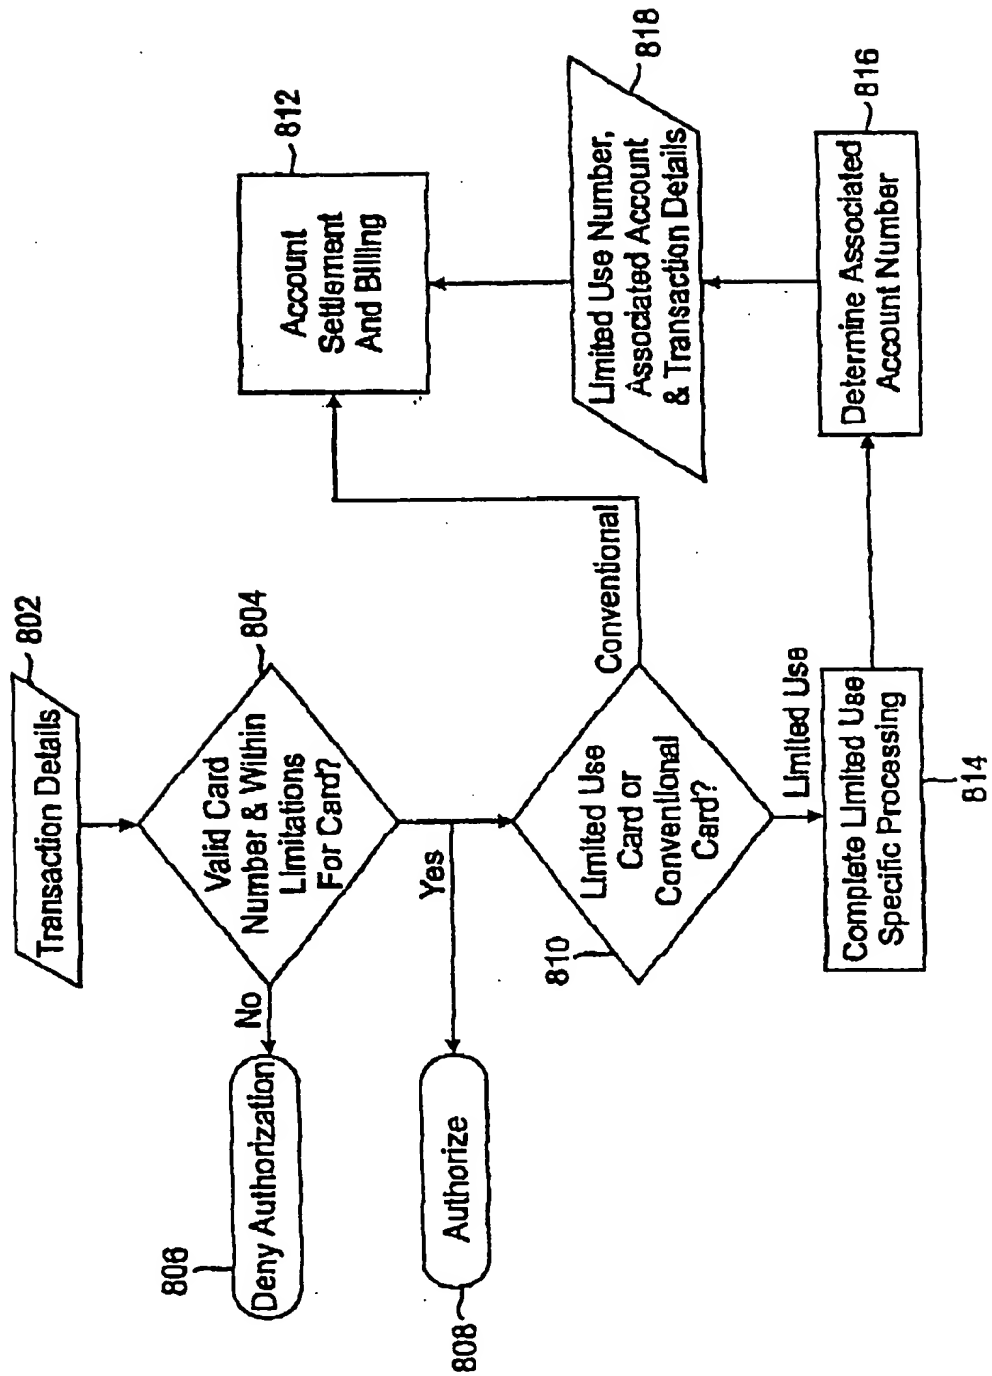 802
Transaction Details
804
Valid Card
Number & Within
Limitations
For Card?
No
806
Deny Authorization
Yes
808
Authorize
810
Limited Use
Card or
Conventional
Card?
Conventional
812
Account
Settlement
And Billing
Limited Use
Complete Limited Use
Specific Processing
814
816
Determine Associated
Account Number
818
Limited Use Number,
Associated Account
& Transaction Details